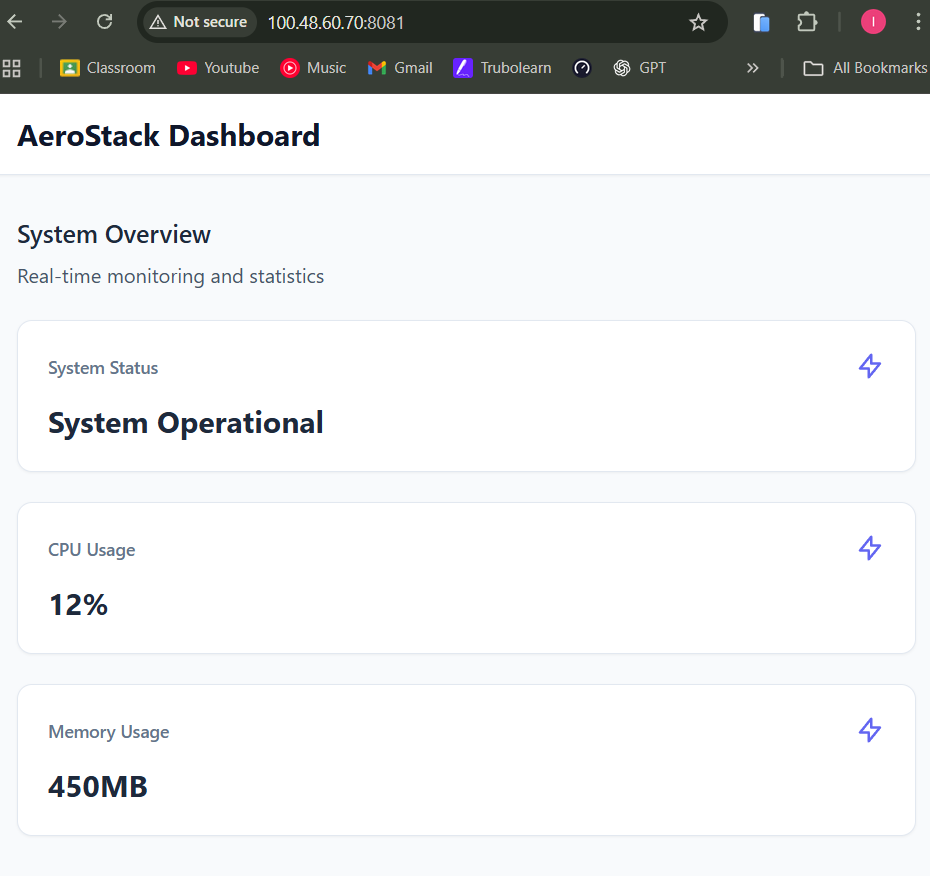 Not secure 100.48.60.70:8081 I
Classroom Youtube Music Gmail Trubolearn GPT » All Bookmarks
AeroStack Dashboard
System Overview
Real-time monitoring and statistics
System Status
System Operational
CPU Usage
12%
Memory Usage
450MB